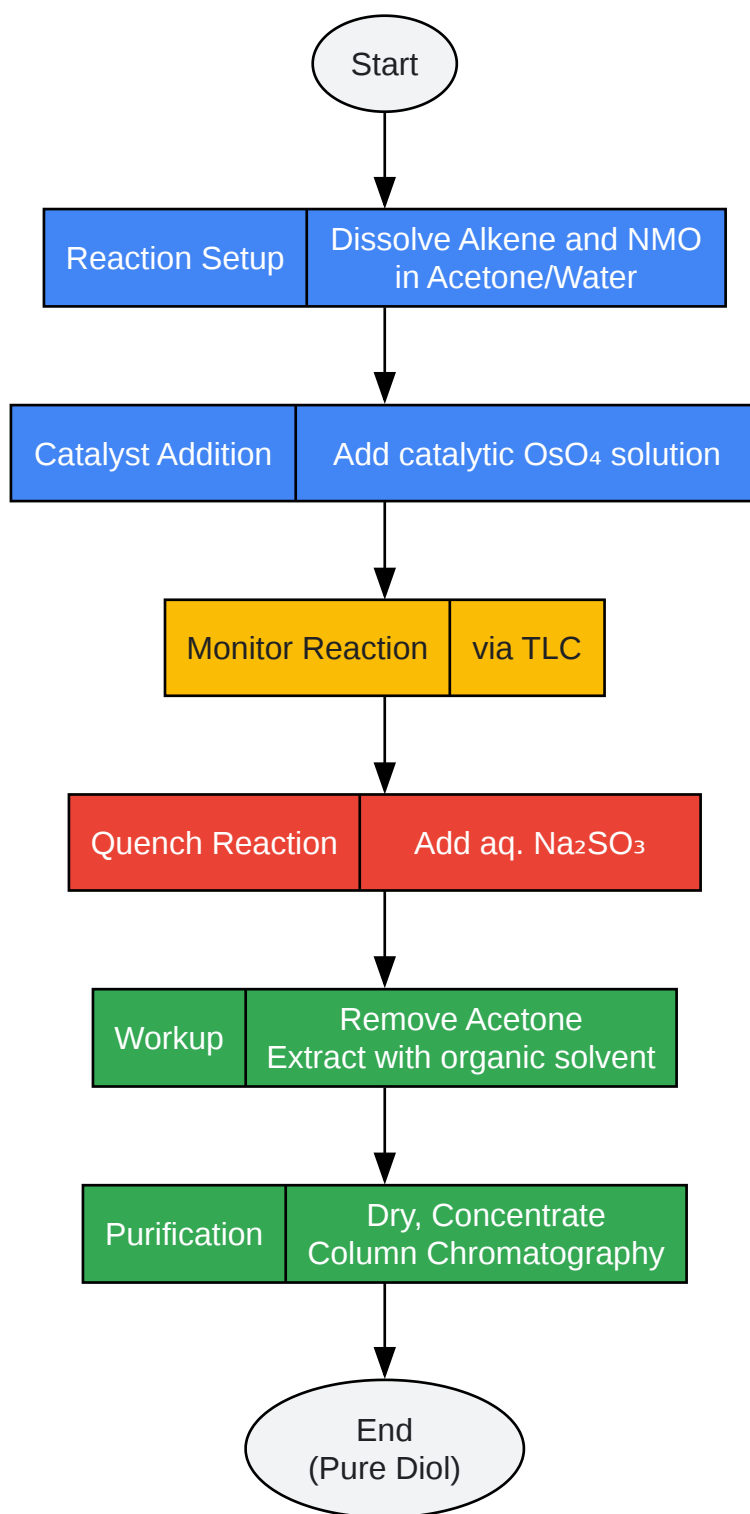 Start
Reaction Setup
Dissolve Alkene and NMO
in Acetone/Water
Catalyst Addition
Add catalytic OsO₄ solution
Monitor Reaction
via TLC
Quench Reaction
Add aq. Na₂SO₃
Workup
Remove Acetone
Extract with organic solvent
Purification
Dry, Concentrate
Column Chromatography
End
(Pure Diol)